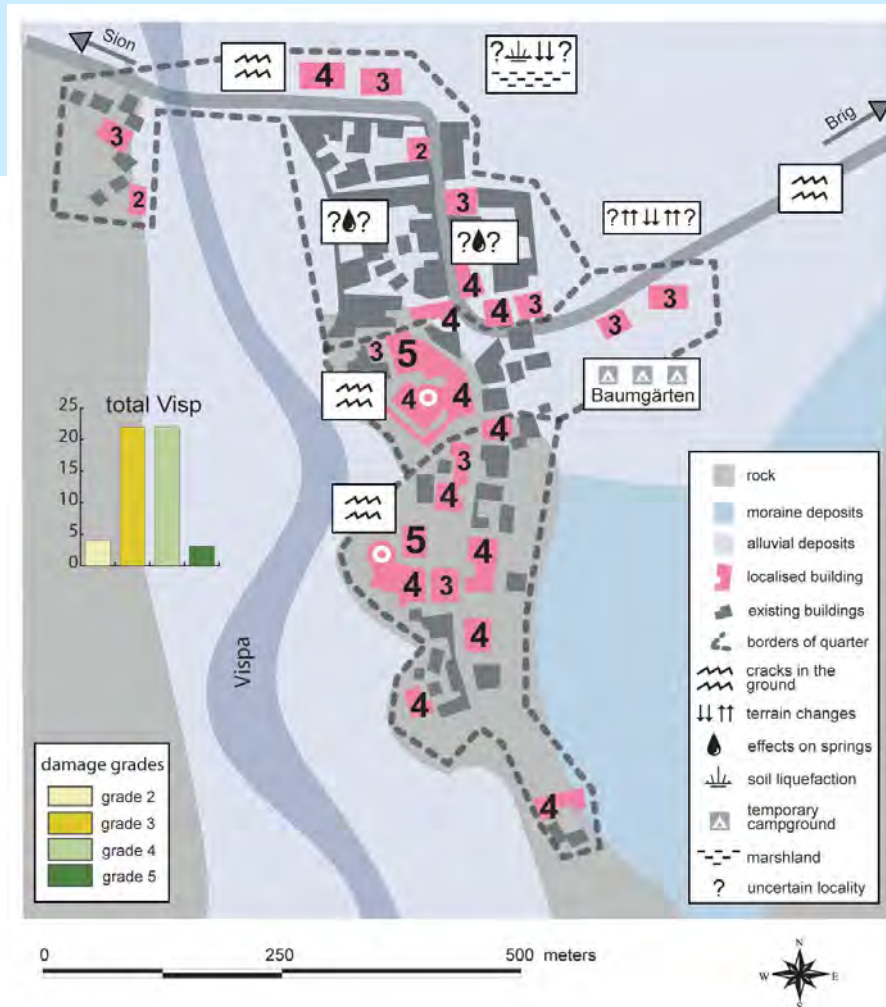 Sion
? ?
4
3
3
2
2
Brig
3
? ?
? ?
? ?
4
4
3
3
3
4
5
3
4
4
Baumgärten
4
3
4
25
20
15
10
5
0
total Visp
5
4
4
3
4
4
4
Vispa
rock
moraine deposits
alluvial deposits
localised building
existing buildings
borders of quarter
cracks in the
ground
terrain changes
effects on springs
soil liquefaction
temporary
campground
marshland
? uncertain locality
damage grades
grade 2
grade 3
grade 4
grade 5
0 250 500 meters
N
W E
S